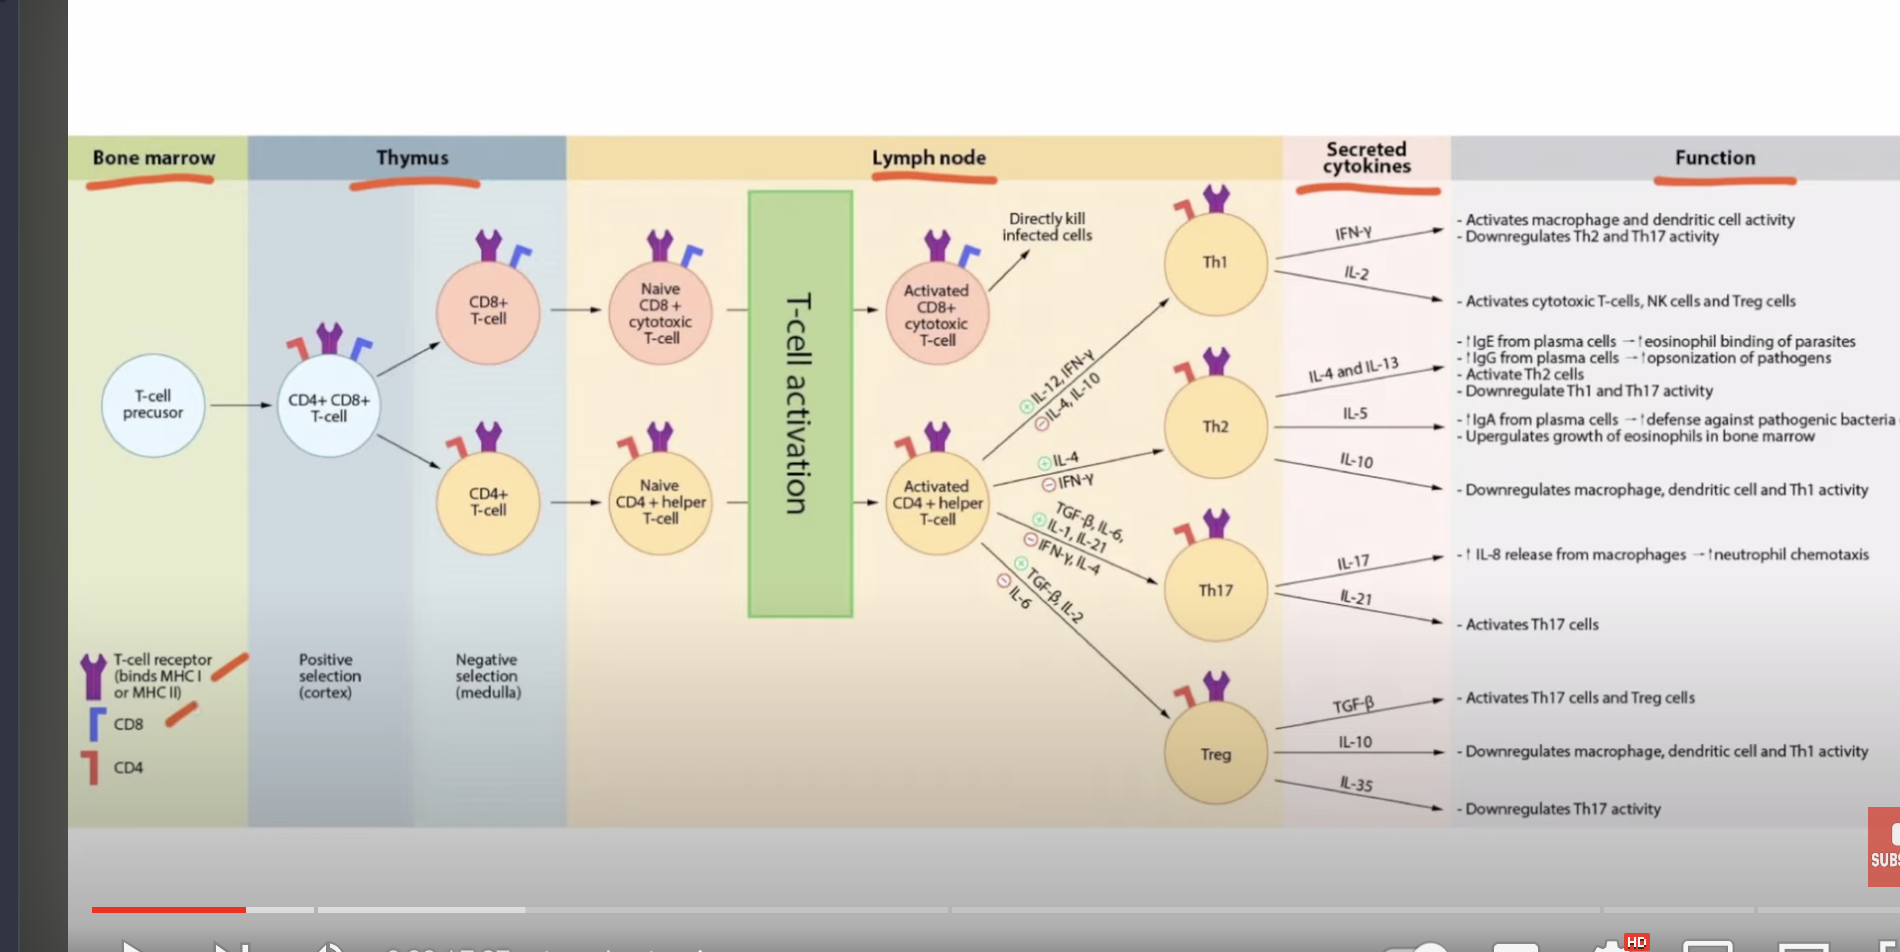 Bone marrow
Thymus
Lymph node
Secreted
cytokines
Function
T-cell
precusor
CD4+ CD8+
T-cell
CD8+
T-cell
CD4+
T-cell
Naive
CD8 +
cytotoxic
T-cell
Naive
CD4 + helper
T-cell
T-cell activation
Activated
CD8+
cytotoxic
T-cell
Directly kill
infected cells
Activated
CD4 + helper
T-cell
+ IL-12, IFN-γ
- IL-4, IL-10
+ IL-4
- IFN-γ
TGF-β, IL-6,
+ IL-1, IL-21
- IFN-γ, IL-4
+ TGF-β, IL-2
- IL-6
Th1
Th2
Th17
Treg
IFN-γ
- Activates macrophage and dendritic cell activity
- Downregulates Th2 and Th17 activity
IL-2
- Activates cytotoxic T-cells, NK cells and Treg cells
IL-4 and IL-13
- ↑IgE from plasma cells →↑eosinophil binding of parasites
- ↑IgG from plasma cells →↑opsonization of pathogens
- Activate Th2 cells
- Downregulate Th1 and Th17 activity
IL-5
- ↑IgA from plasma cells →↑defense against pathogenic bacteria
- Upergulates growth of eosinophils in bone marrow
IL-10
- Downregulates macrophage, dendritic cell and Th1 activity
IL-17
- ↑ IL-8 release from macrophages →↑neutrophil chemotaxis
IL-21
- Activates Th17 cells
TGF-β
- Activates Th17 cells and Treg cells
IL-10
- Downregulates macrophage, dendritic cell and Th1 activity
IL-35
- Downregulates Th17 activity
T-cell receptor
(binds MHC I
or MHC II)
CD8
CD4
Positive
selection
(cortex)
Negative
selection
(medulla)
SUBS
HD